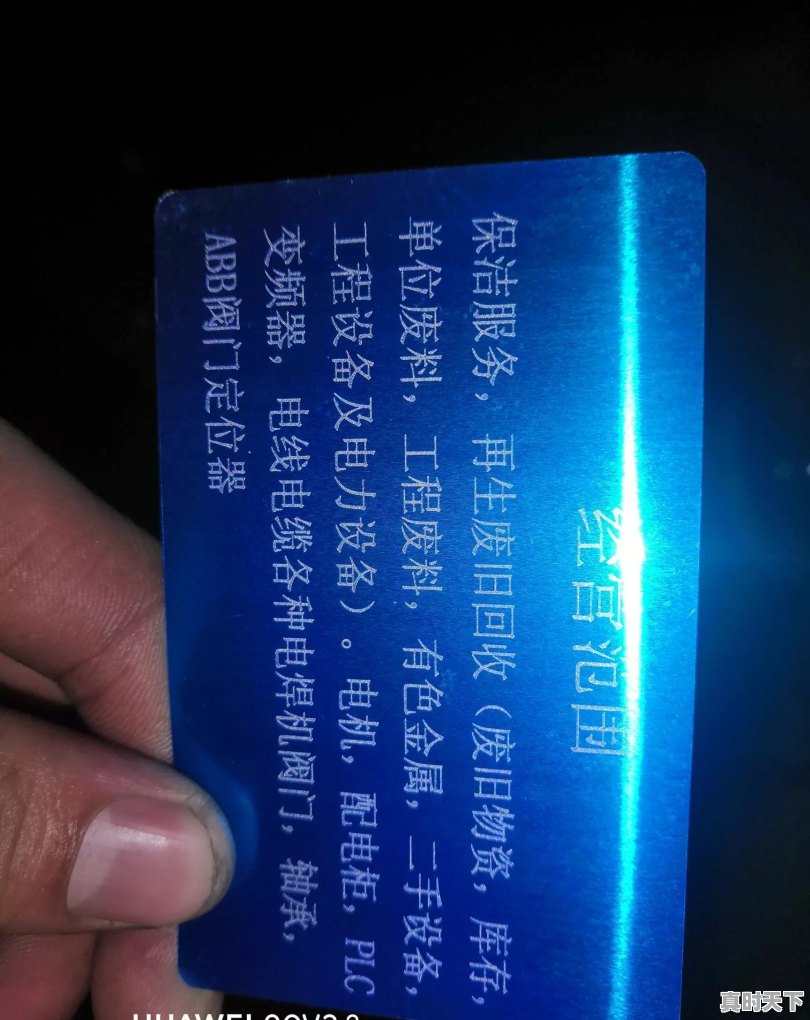 经营范围
保洁服务，再生废旧回收（废旧物资，库存，
单位废料，工程废料，有色金属，二手设备，
工程设备及电力设备）。电机，配电柜，PLC
变频器，电线电缆各种电焊机阀门，轴承，
ABB阀门定位器
真时天下